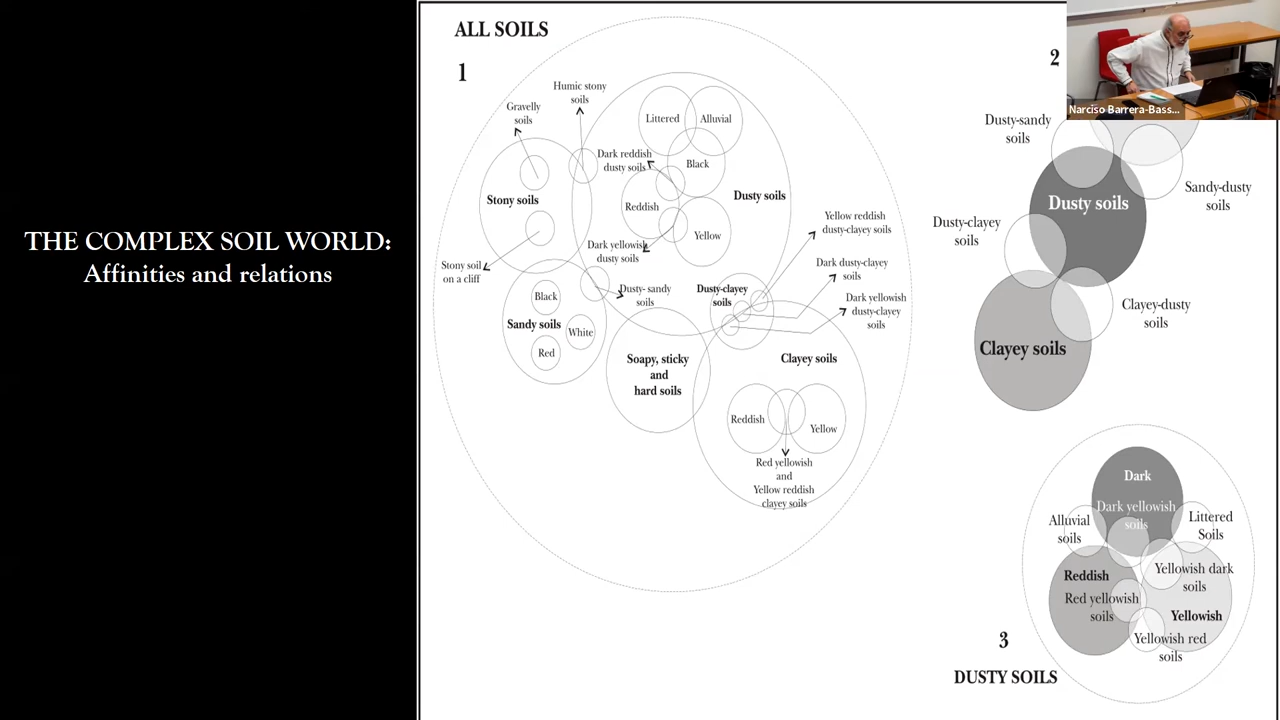 THE COMPLEX SOIL WORLD:
Affinities and relations
ALL SOILS
1
Humic stony
soils
Gravelly
soils
Littered
Alluvial
Dark reddish
dusty soils
Black
Stony soils
Dusty soils
Reddish
Yellow
Yellow reddish
dusty-clayey soils
Dark yellowish
dusty soils
Stony soil
on a cliff
Dark dusty-clayey
soils
Dusty- sandy
soils
Dusty-clayey
soils
Dark yellowish
dusty-clayey
soils
Black
Sandy soils
White
Red
Soapy, sticky
and
hard soils
Clayey soils
Reddish
Yellow
Red yellowish
and
Yellow reddish
clayey soils
2
Narciso Barrera-Bass...
Dusty-sandy
soils
Sandy-dusty
soils
Dusty soils
Dusty-clayey
soils
Clayey-dusty
soils
Clayey soils
Dark
Dark yellowish
soils
Alluvial
soils
Littered
Soils
Reddish
Yellowish dark
soils
Red yellowish
soils
Yellowish
Yellowish red
soils
3
DUSTY SOILS